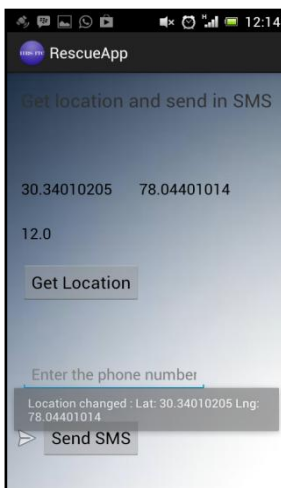 12:14
RescueApp
Get location and send in SMS
30.34010205 78.04401014
12.0
Get Location
Enter the phone number
Location changed : Lat: 30.34010205 Lng:
78.04401014
Send SMS